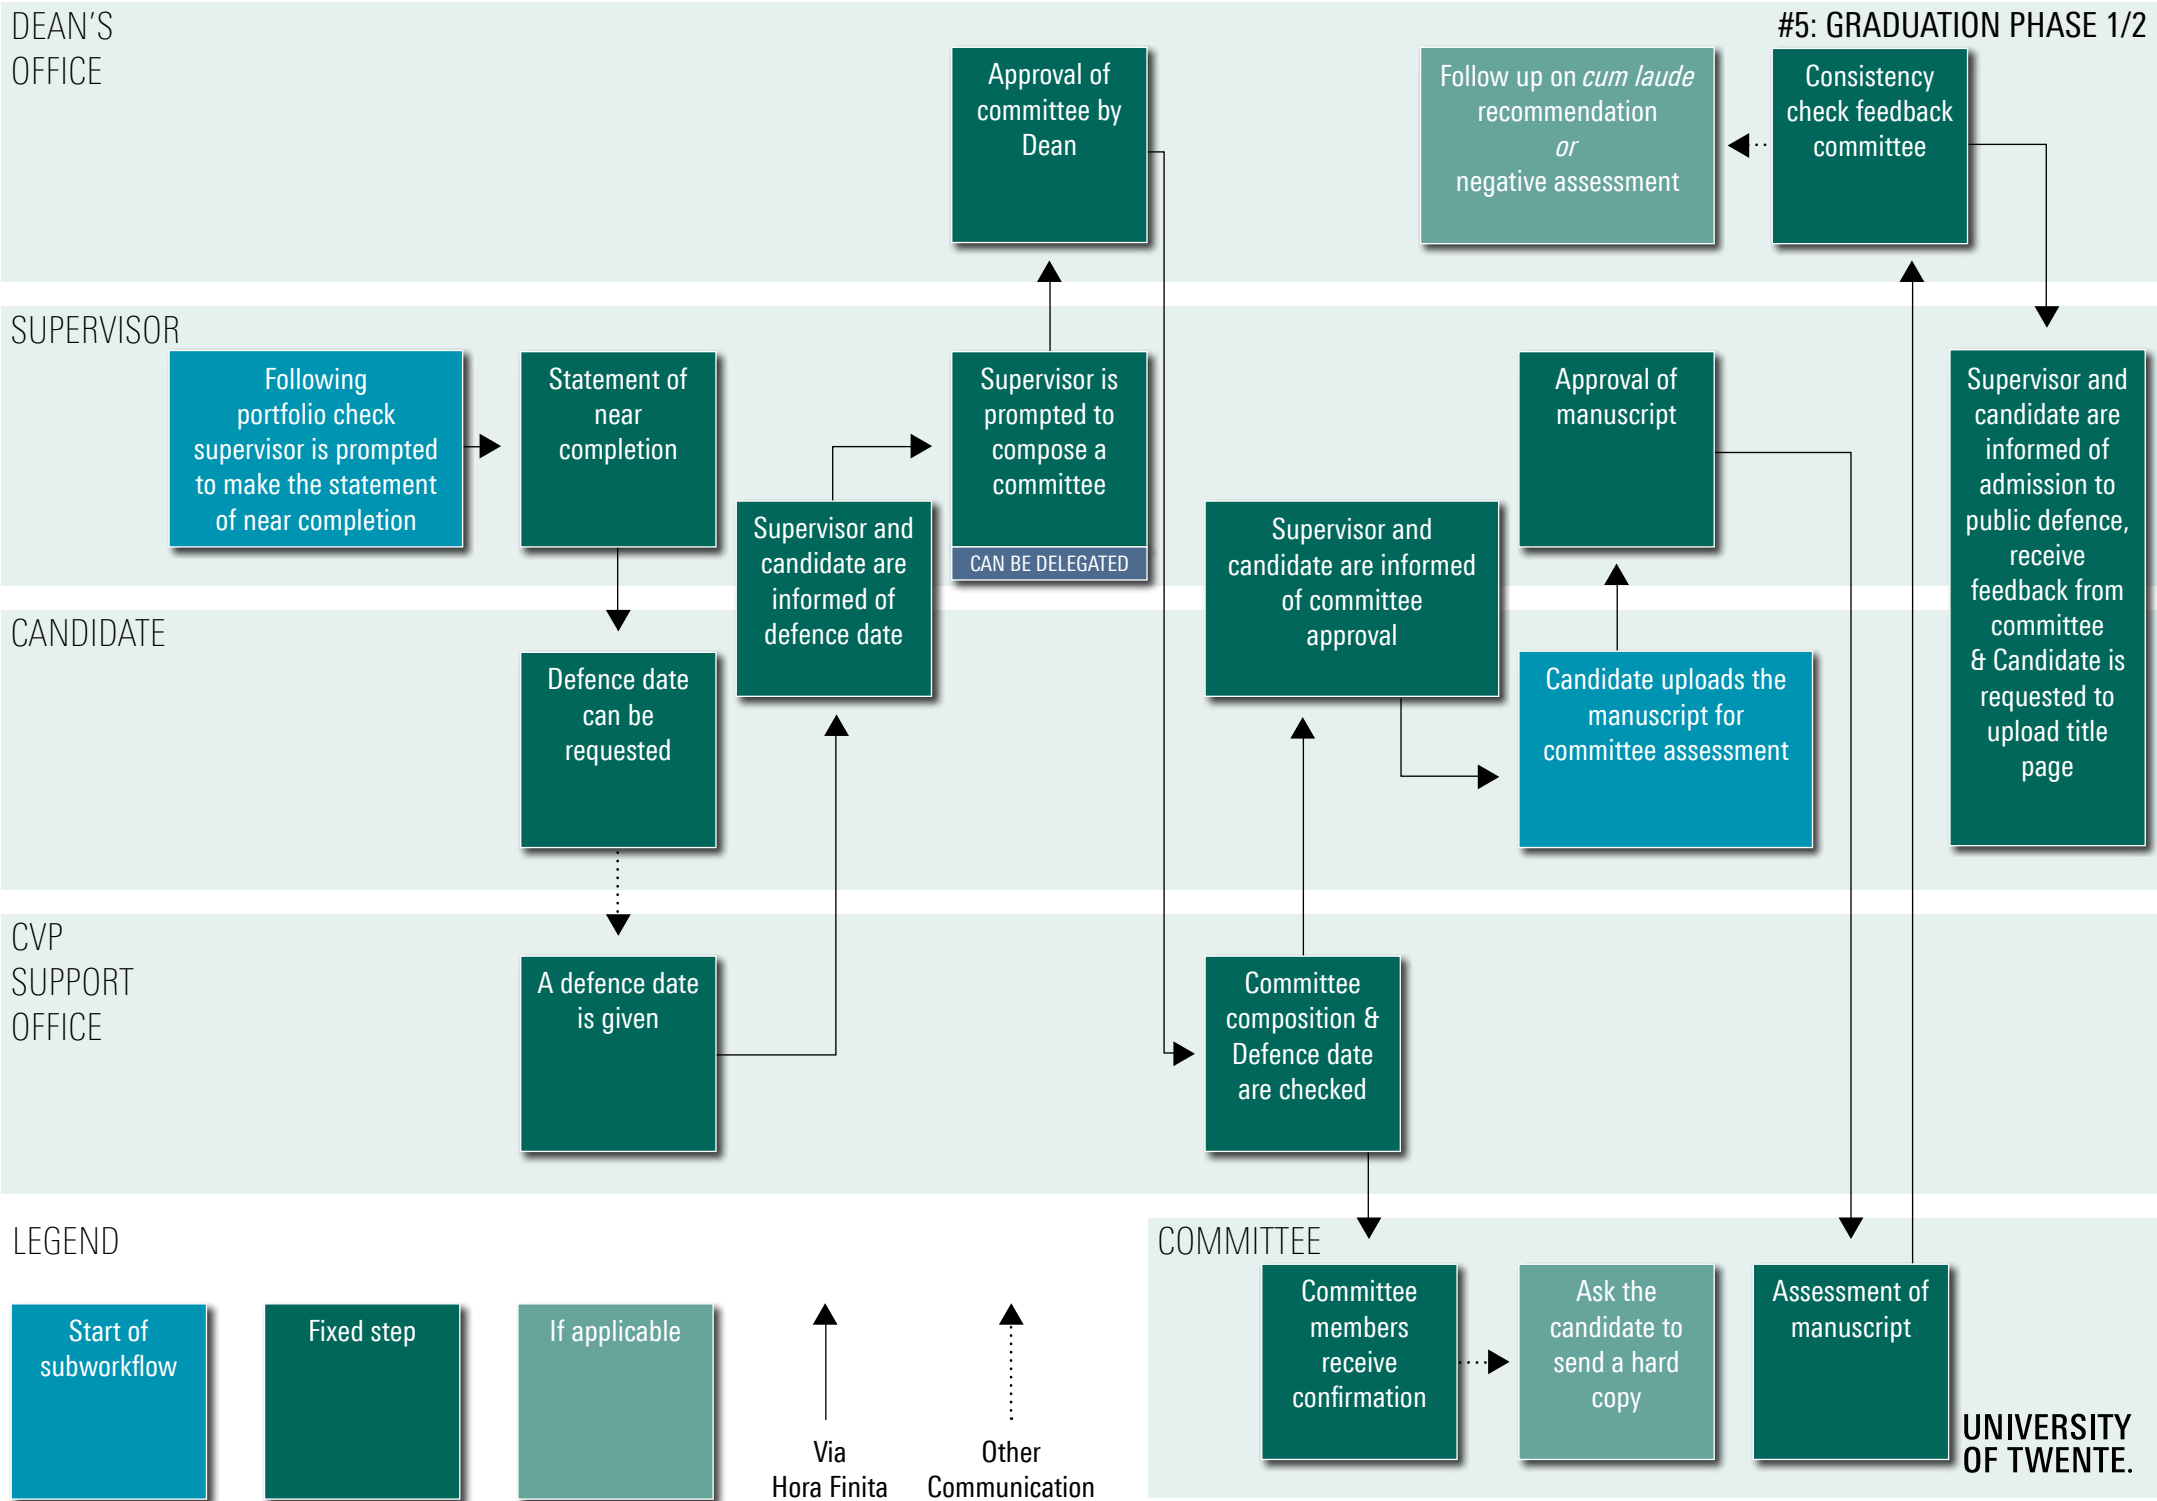 DEAN'S
OFFICE
#5: GRADUATION PHASE 1/2
Approval of
committee by
Dean
Follow up on cum laude
recommendation
or
negative assessment
Consistency
check feedback
committee
SUPERVISOR
Following
portfolio check
supervisor is prompted
to make the statement
of near completion
Statement of
near
completion
Supervisor and
candidate are
informed of
defence date
Supervisor is
prompted to
compose a
committee
CAN BE DELEGATED
Supervisor and
candidate are informed
of committee
approval
Approval of
manuscript
Supervisor and
candidate are
informed of
admission to
public defence,
receive
feedback from
committee
& Candidate is
requested to
upload title
page
CANDIDATE
Defence date
can be
requested
Candidate uploads the
manuscript for
committee assessment
CVP
SUPPORT
OFFICE
A defence date
is given
Committee
composition &
Defence date
are checked
LEGEND
Start of
subworkflow
Fixed step
If applicable
Via
Hora Finita
Other
Communication
COMMITTEE
Committee
members
receive
confirmation
Ask the
candidate to
send a hard
copy
Assessment of
manuscript
UNIVERSITY
OF TWENTE.